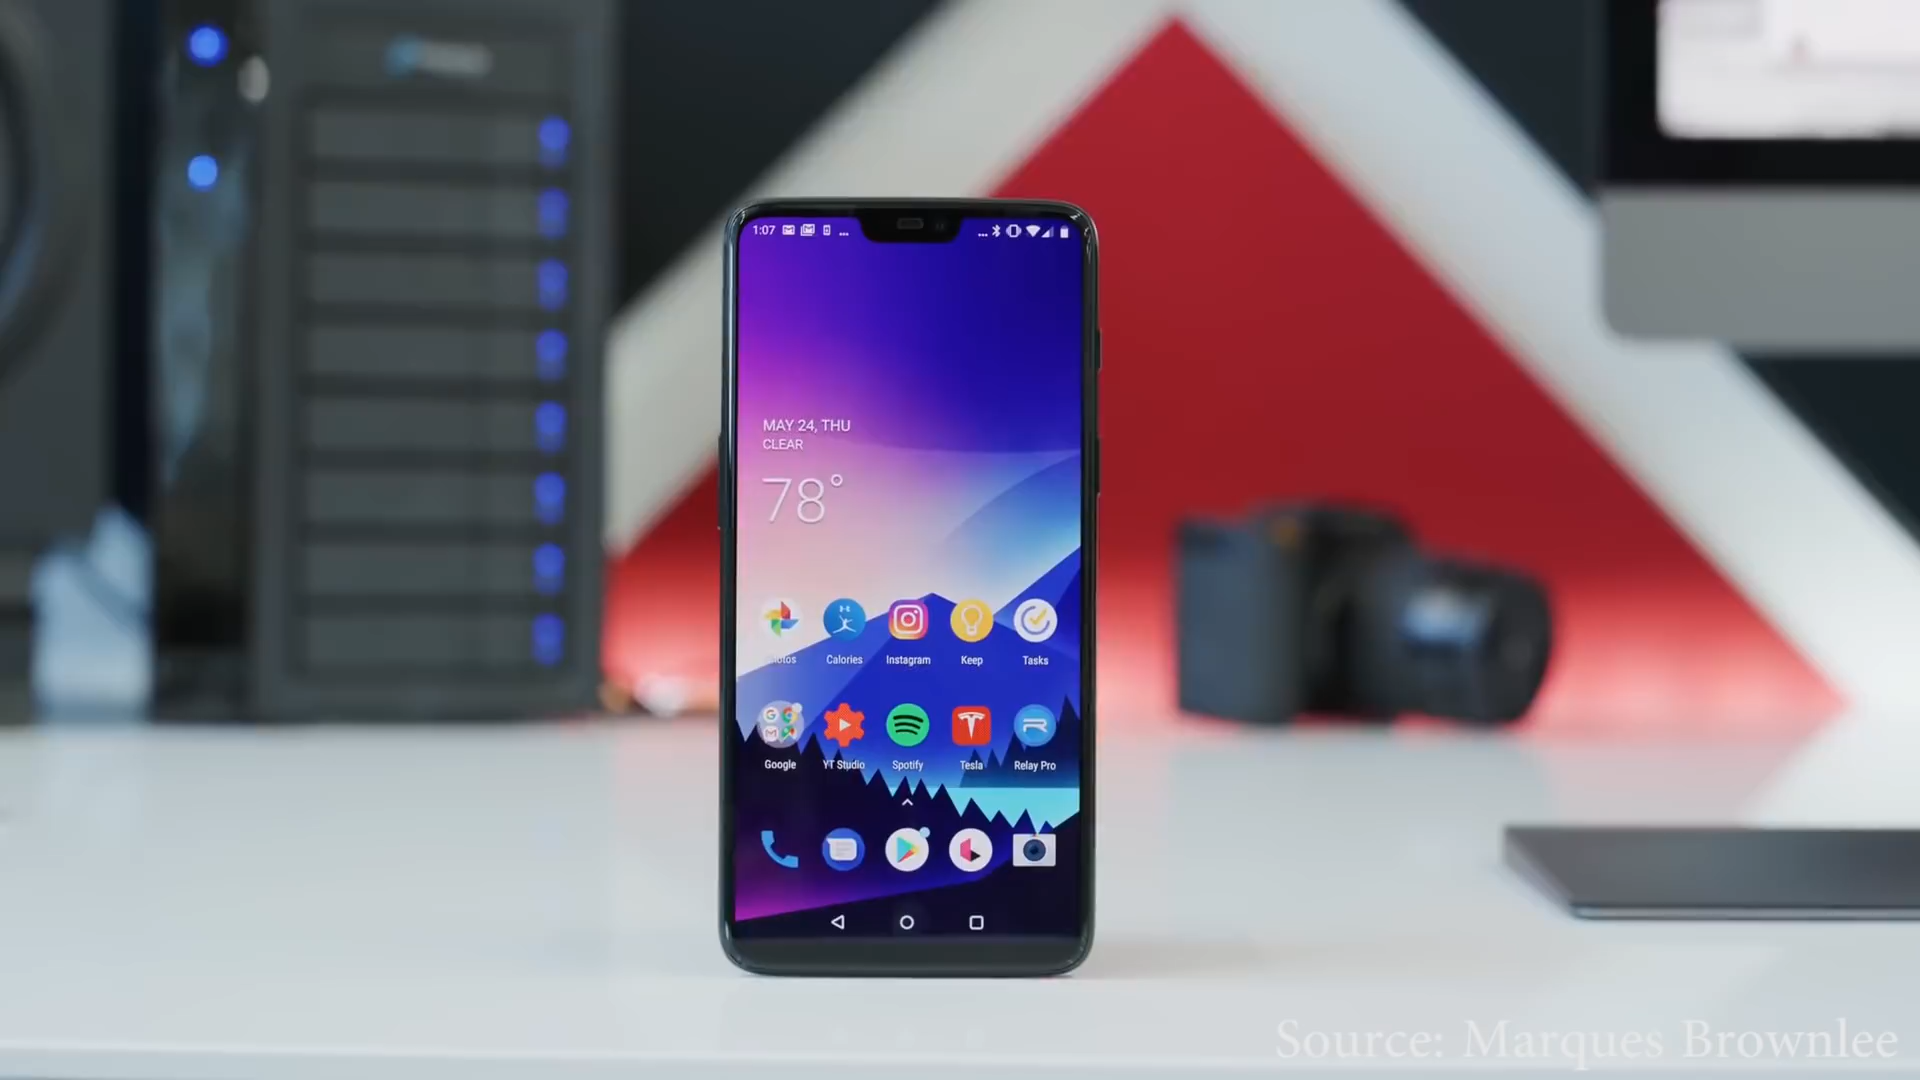 1:07
MAY 24, THU
CLEAR
78°
Calories Instagram Keep Tasks
Google YT Studio Spotify Tesla Relay Pro
Source: Marques Brownlee